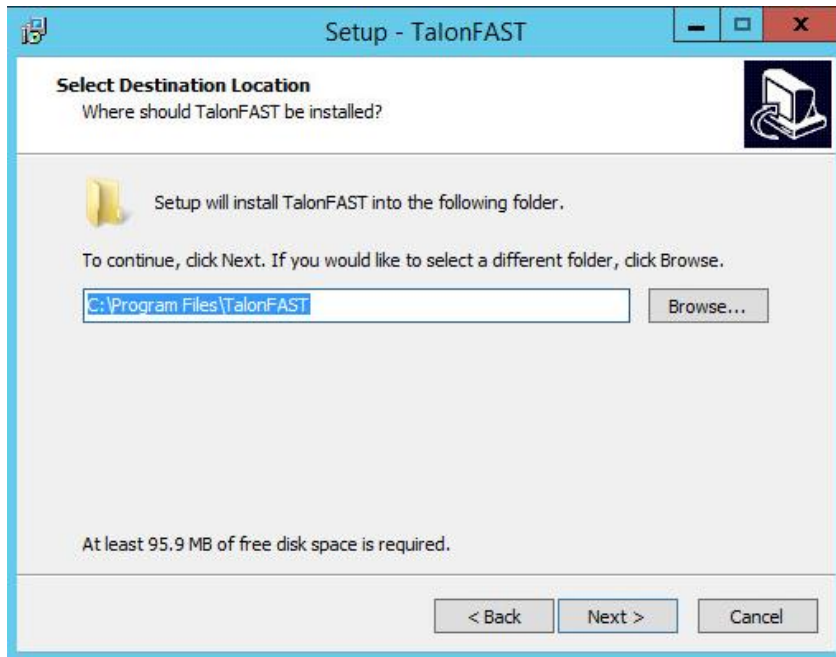 Setup - TalonFAST
Select Destination Location
Where should TalonFAST be installed?
Setup will install TalonFAST into the following folder.
To continue, click Next. If you would like to select a different folder, click Browse.
C:\Program Files\TalonFAST
Browse...
At least 95.9 MB of free disk space is required.
< Back
Next >
Cancel